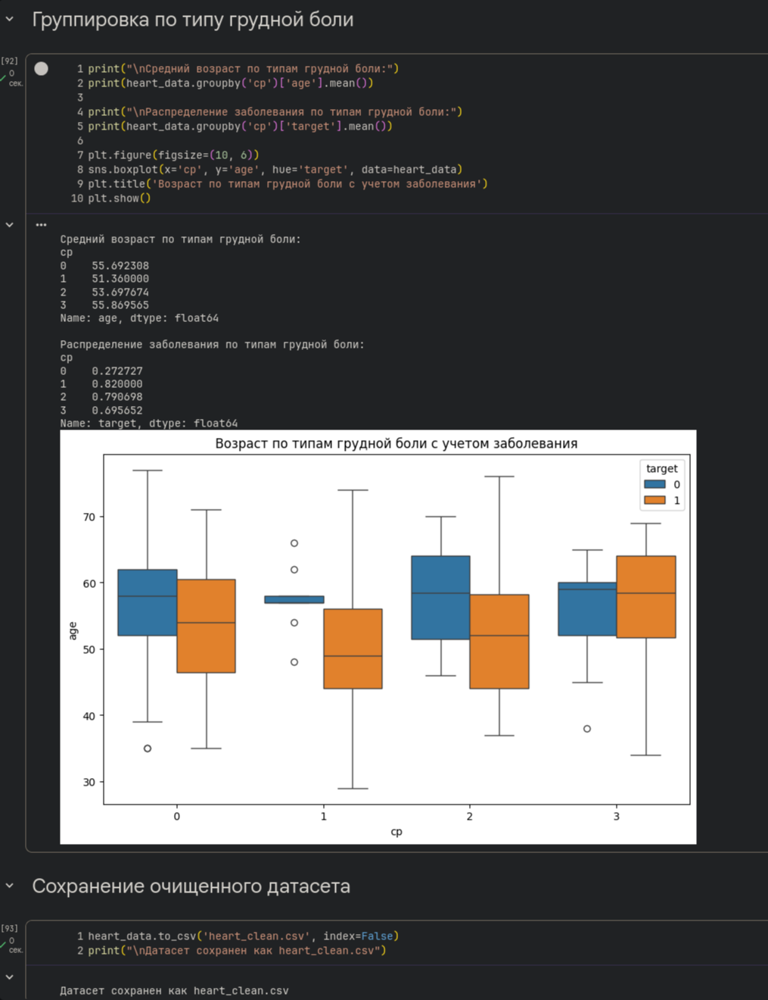 Группировка по типу грудной боли
[92]
0
сек.
1 print("\nСредний возраст по типам грудной боли:")
2 print(heart_data.groupby('cp')['age'].mean())
3
4 print("\nРаспределение заболевания по типам грудной боли:")
5 print(heart_data.groupby('cp')['target'].mean())
6
7 plt.figure(figsize=(10, 6))
8 sns.boxplot(x='cp', y='age', hue='target', data=heart_data)
9 plt.title('Возраст по типам грудной боли с учетом заболевания')
10 plt.show()
Средний возраст по типам грудной боли:
cp
0    55.692308
1    51.360000
2    53.697674
3    55.869565
Name: age, dtype: float64
Распределение заболевания по типам грудной боли:
cp
0    0.272727
1    0.820000
2    0.790698
3    0.695652
Name: target, dtype: float64
Возраст по типам грудной боли с учетом заболевания
target
0
1
70
60
50
40
30
age
0 1 2 3
cp
Сохранение очищенного датасета
[93]
0
сек.
1 heart_data.to_csv('heart_clean.csv', index=False)
2 print("\nДатасет сохранен как heart_clean.csv")
Датасет сохранен как heart_clean.csv